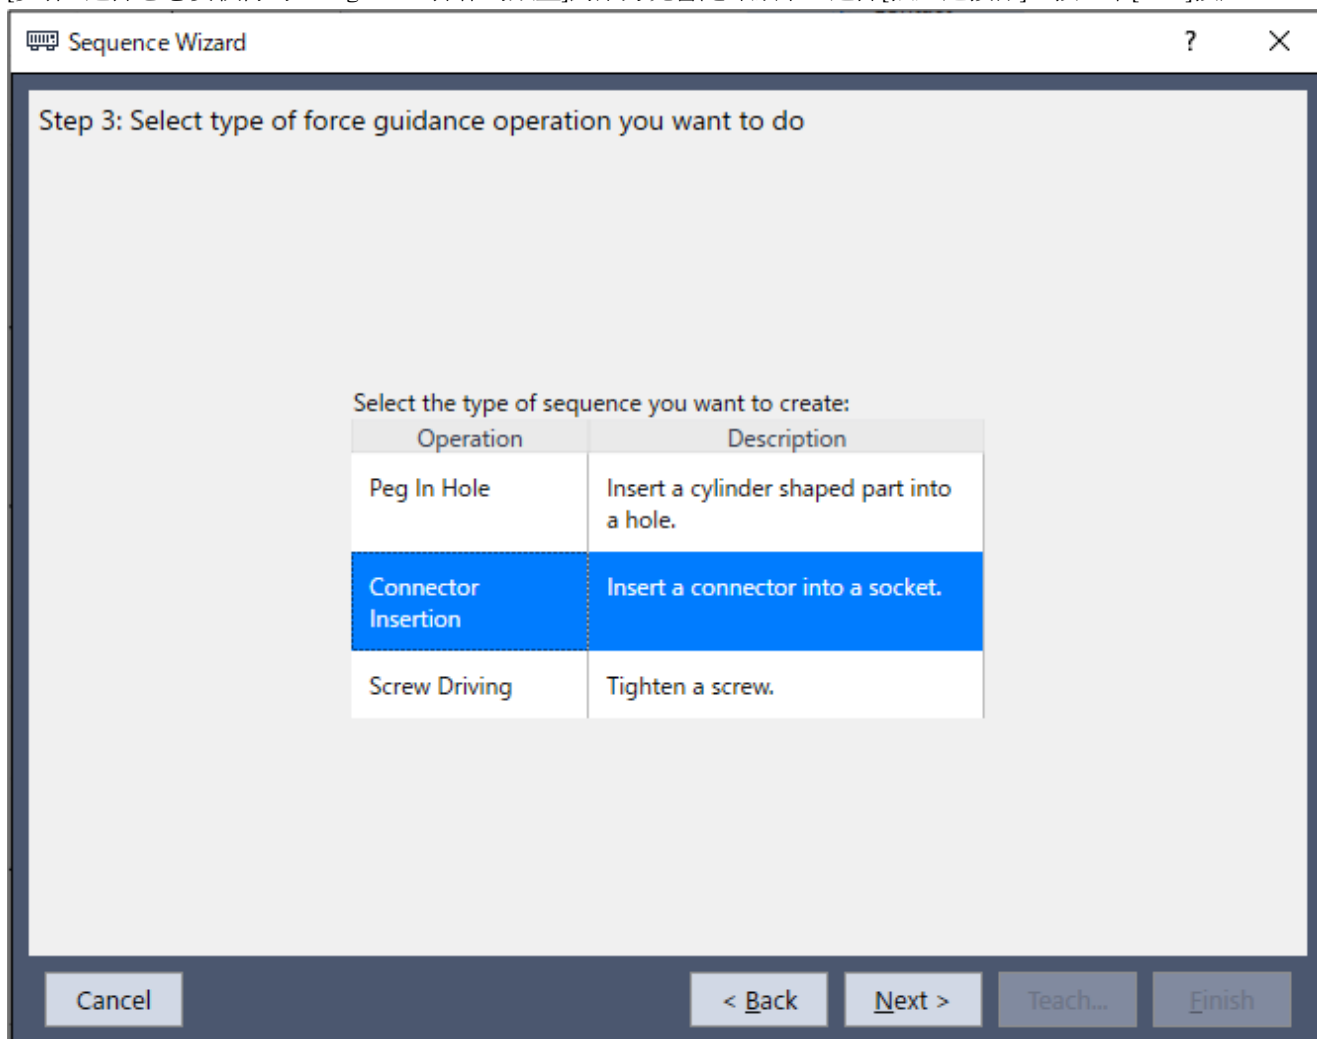 Sequence Wizard
?
Step 3: Select type of force guidance operation you want to do
Select the type of sequence you want to create:
Operation Description
Peg In Hole Insert a cylinder shaped part into
a hole.
Connector Insert a connector into a socket.
Insertion
Screw Driving Tighten a screw.
Cancel < Back Next > Teach... Finish